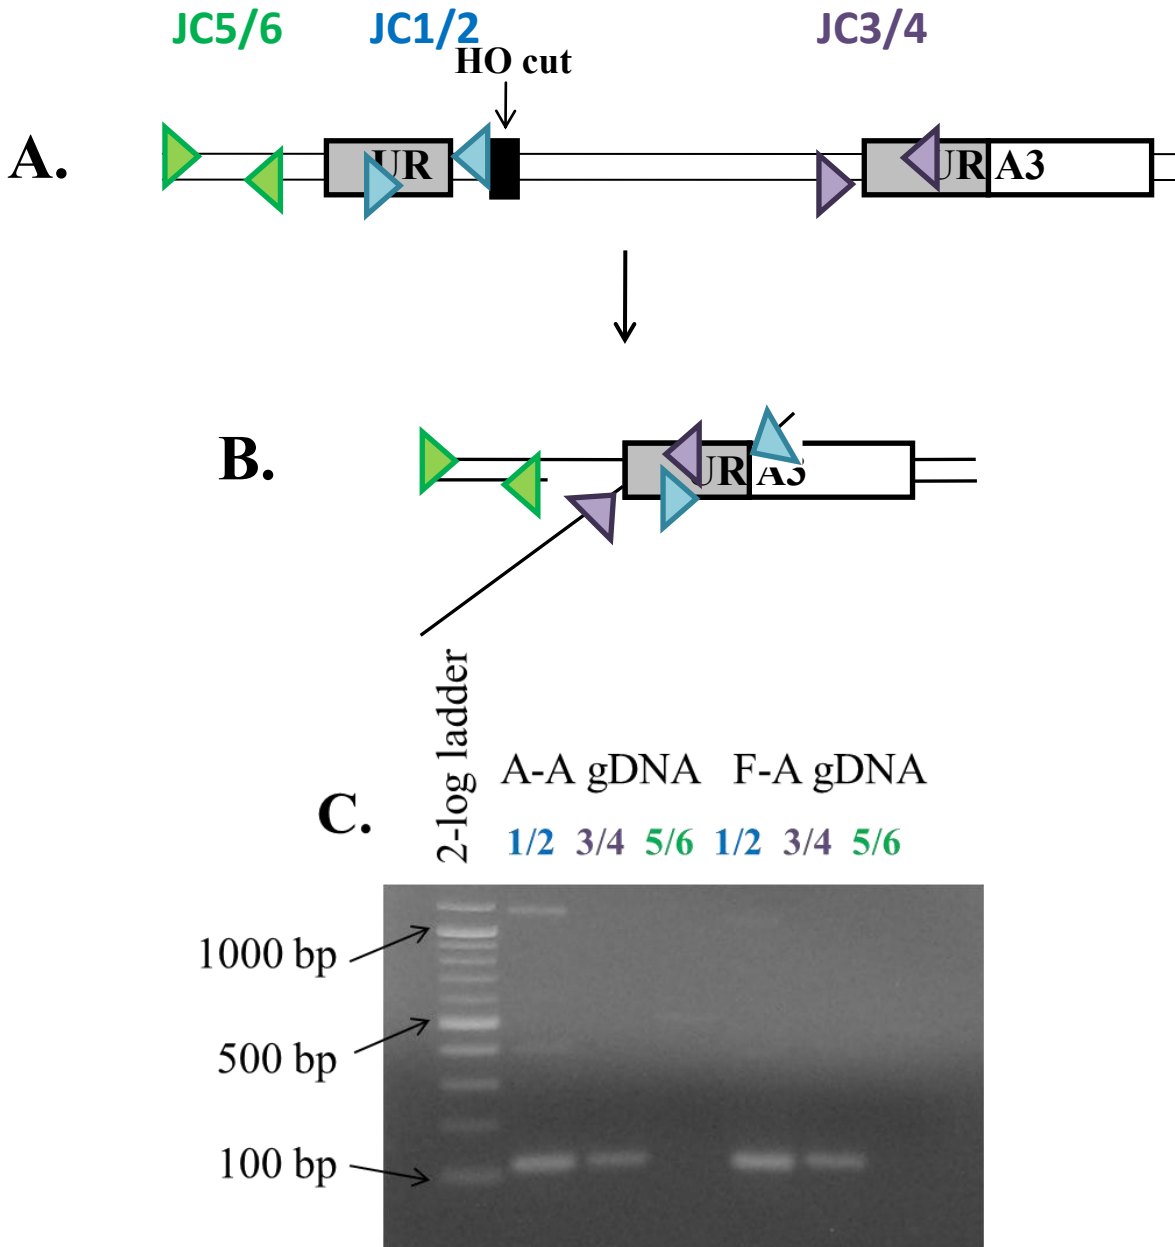 JC5/6 JC1/2 JC3/4
HO cut
A. UR UR A3
B. UR A3
2-log ladder
A-A gDNA F-A gDNA
C.
1/2 3/4 5/6 1/2 3/4 5/6
1000 bp
500 bp
100 bp